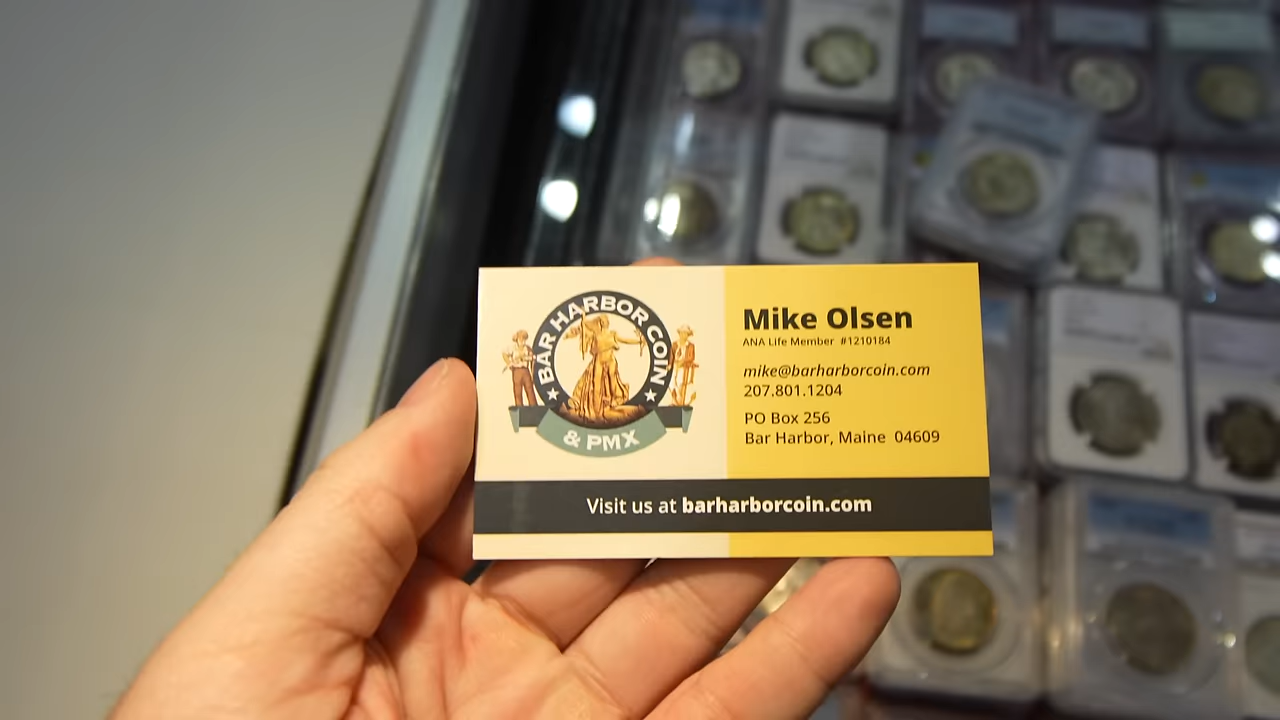 BAR HARBOR COIN
& PMX
Mike Olsen
ANA Life Member #1210184
mike@barharborcoin.com
207.801.1204
PO Box 256
Bar Harbor, Maine 04609
Visit us at barharborcoin.com